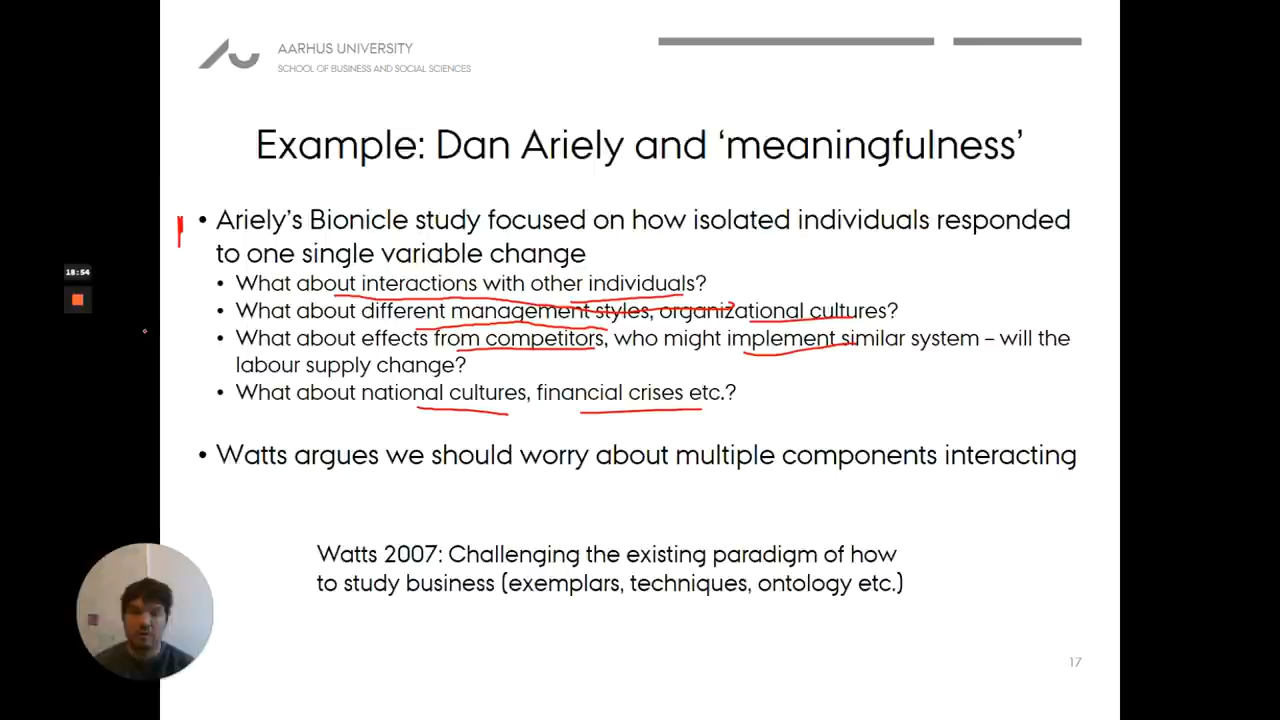 AARHUS UNIVERSITY
SCHOOL OF BUSINESS AND SOCIAL SCIENCES
Example: Dan Ariely and ‘meaningfulness’
• Ariely’s Bionicle study focused on how isolated individuals responded
to one single variable change
• What about interactions with other individuals?
• What about different management styles, organizational cultures?
• What about effects from competitors, who might implement similar system – will the
labour supply change?
• What about national cultures, financial crises etc.?
• Watts argues we should worry about multiple components interacting
Watts 2007: Challenging the existing paradigm of how
to study business (exemplars, techniques, ontology etc.)
18:54
17